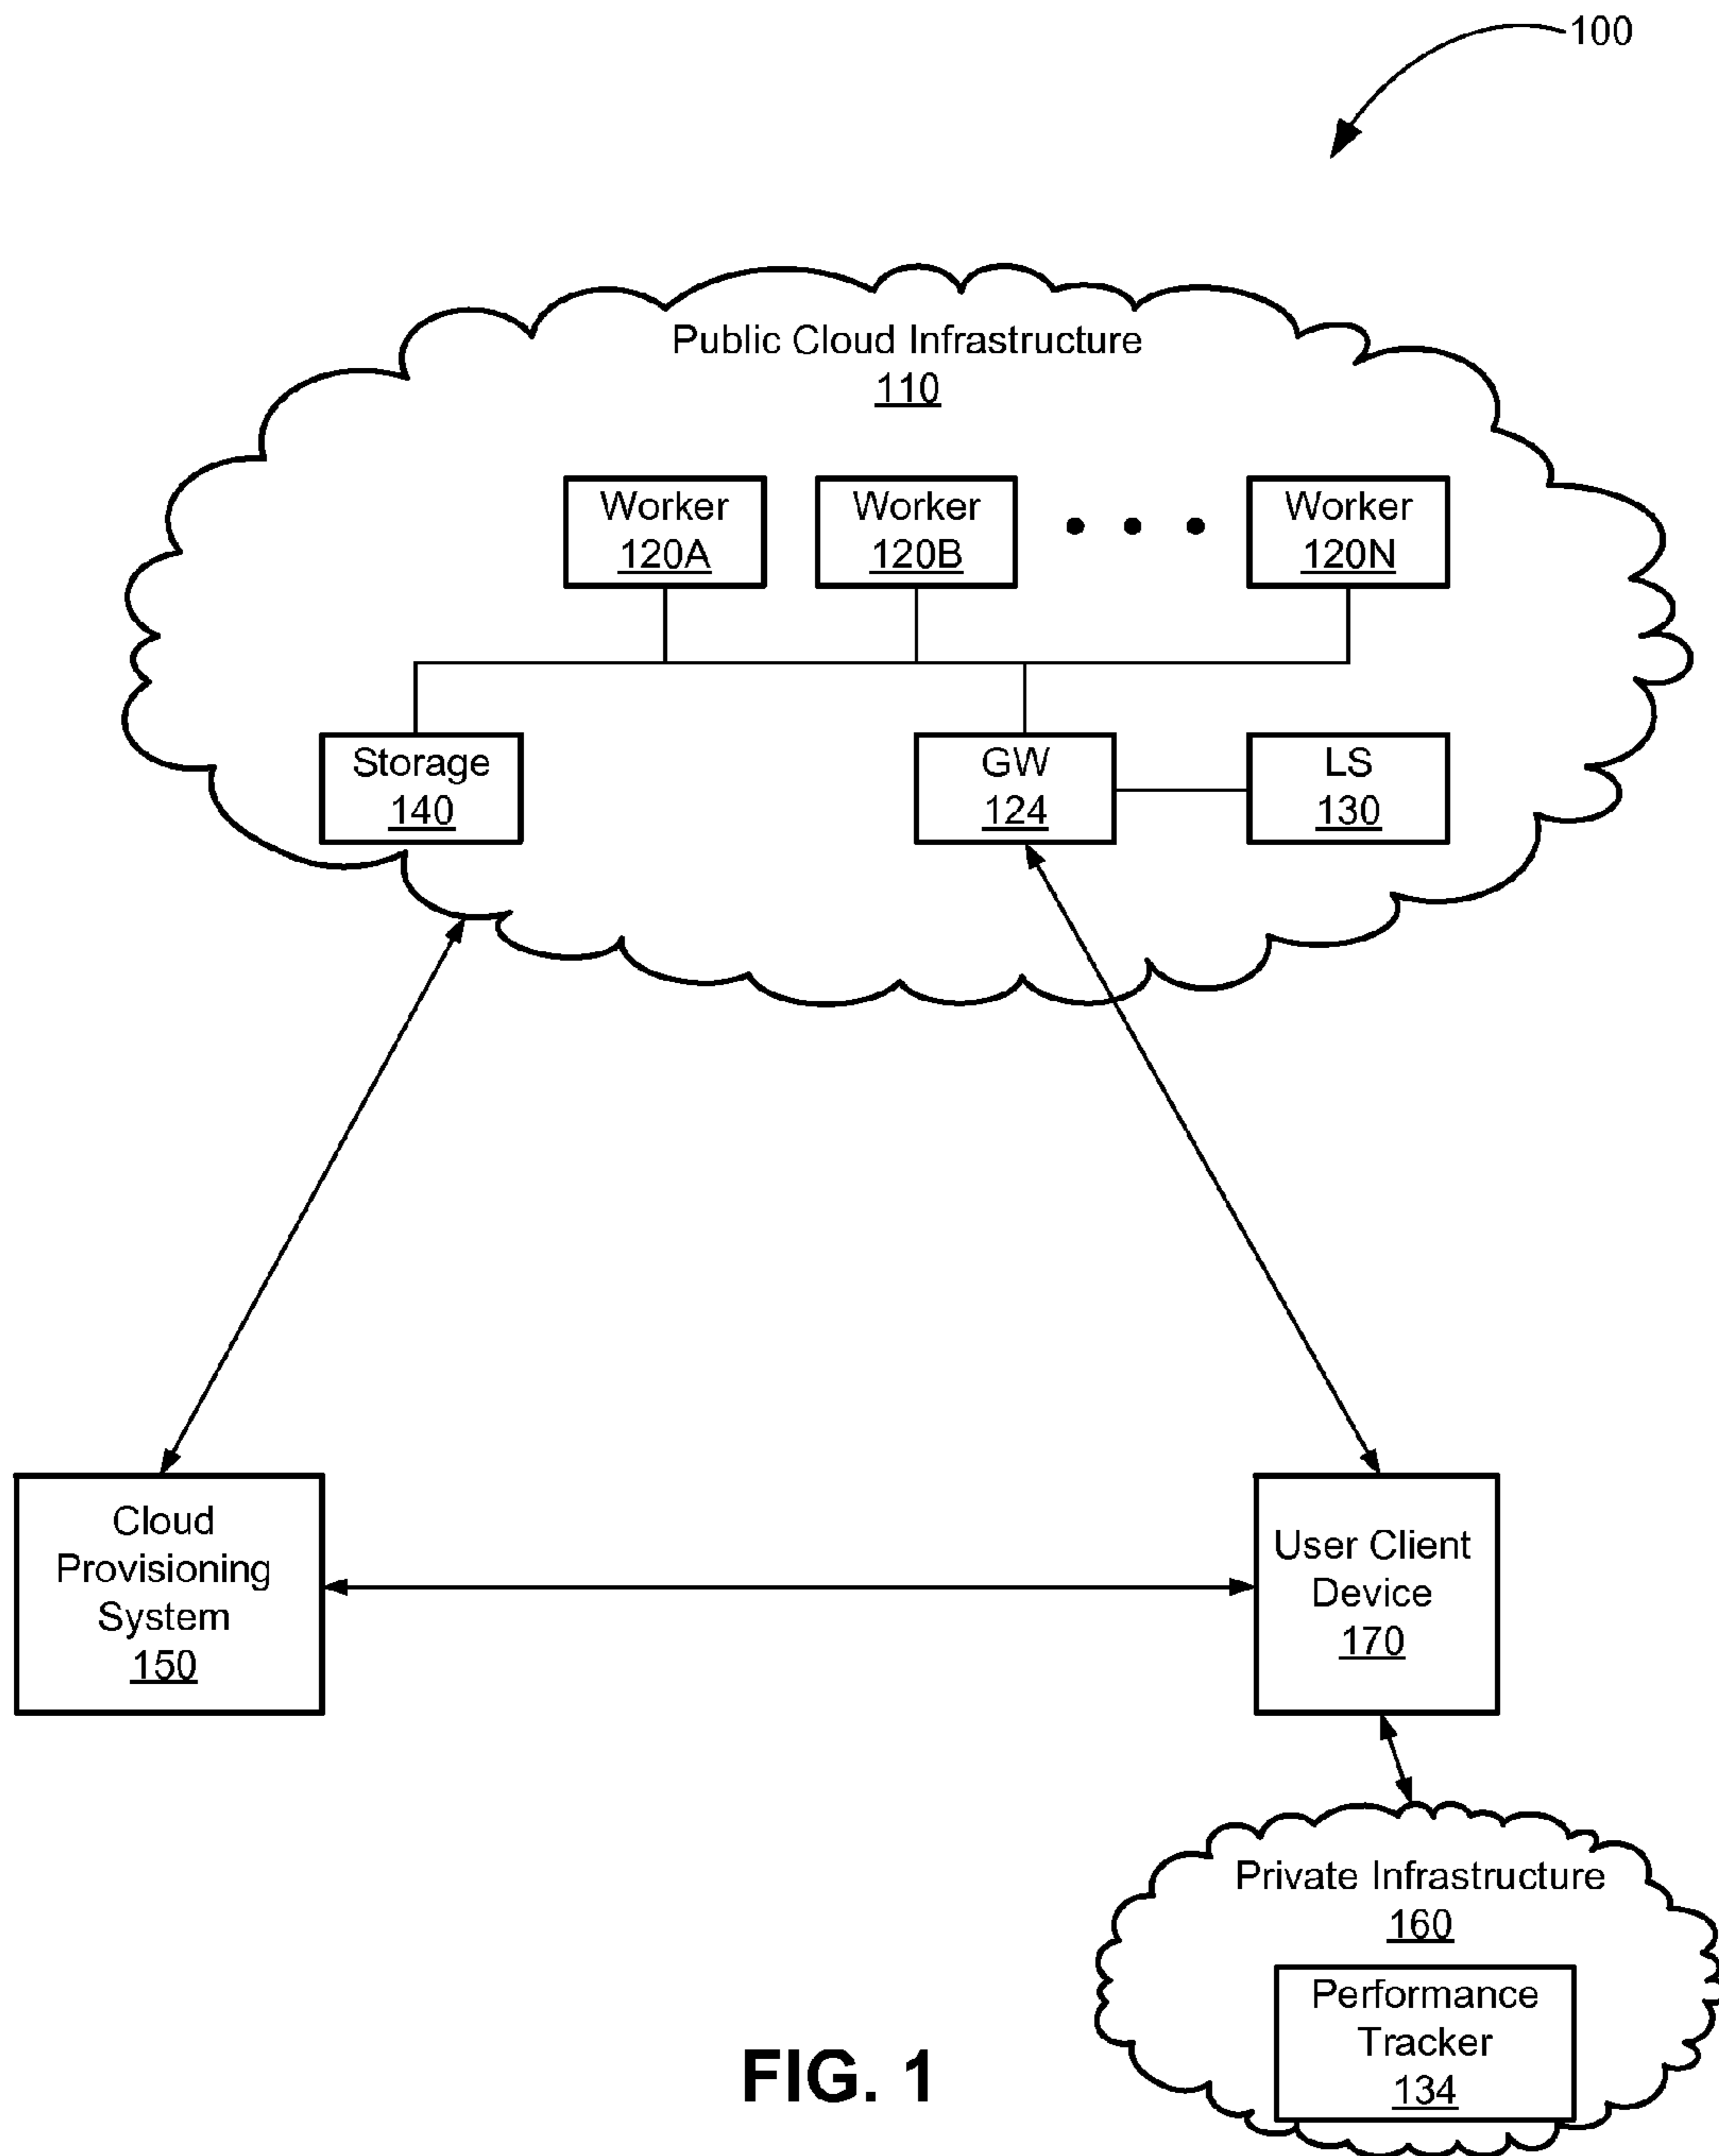 100
Public Cloud Infrastructure
110
Worker
120A
Worker
120B
Worker
120N
Storage
140
GW
124
LS
130
Cloud
Provisioning
System
150
User Client
Device
170
Private Infrastructure
160
Performance
Tracker
134
FIG. 1